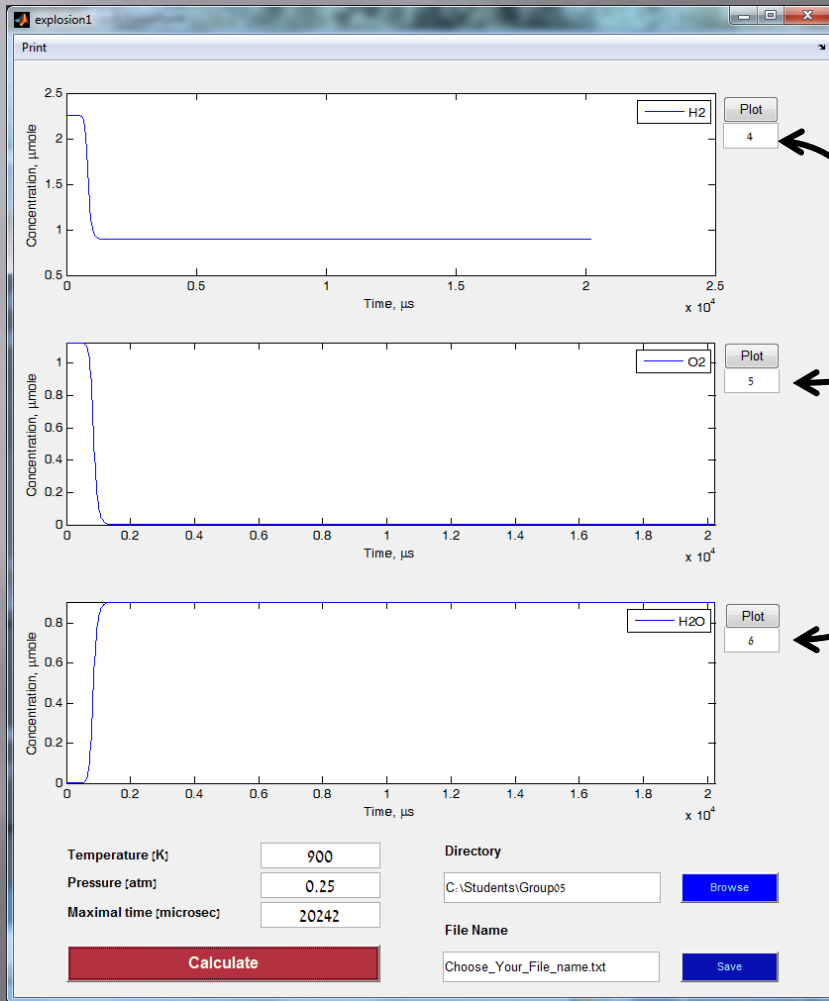 explosion1
Print
2.5
2
1.5
1
0.5
Concentration, µmole
H2
Plot
4
0 0.5 1 1.5 2 2.5
Time, µs
x 10⁴
1
0.8
0.6
0.4
0.2
0
Concentration, µmole
O2
Plot
5
0 0.2 0.4 0.6 0.8 1 1.2 1.4 1.6 1.8 2
Time, µs
x 10⁴
0.8
0.6
0.4
0.2
0
Concentration, µmole
H2O
Plot
6
0 0.2 0.4 0.6 0.8 1 1.2 1.4 1.6 1.8 2
Time, µs
x 10⁴
Temperature [K] 900
Pressure [atm] 0.25
Maximal time [microsec] 20242
Calculate
Directory
C:\Students\Group05
Browse
File Name
Choose_Your_File_name.txt
Save